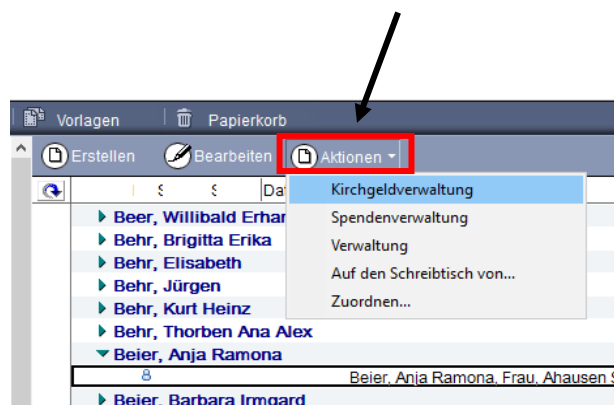 Vorlagen Papierkorb
Erstellen Bearbeiten Aktionen
Kirchgeldverwaltung
Spendenverwaltung
Verwaltung
Auf den Schreibtisch von...
Zuordnen...
Beer, Willibald
Behr, Brigitta Erika
Behr, Elisabeth
Behr, Jürgen
Behr, Kurt Heinz
Behr, Thorben Ana Alex
Beier, Anja Ramona
Beier, Anja Ramona, Frau, Ahausen
Beier, Barbara Irmgard